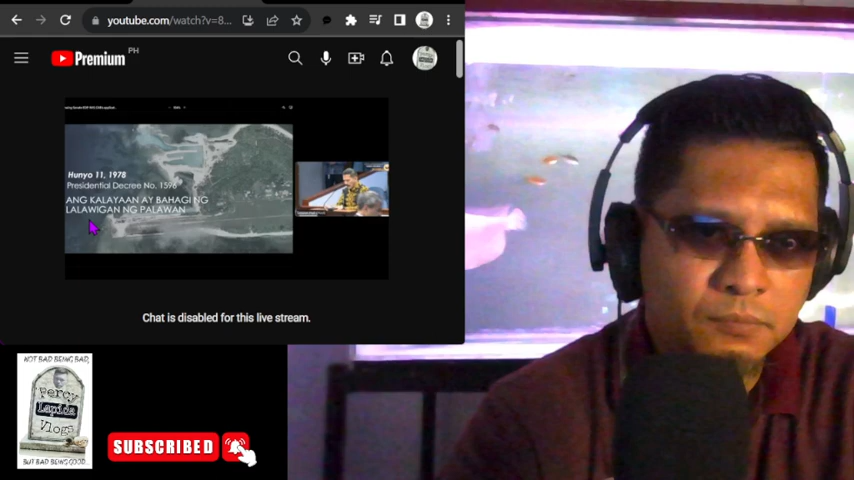 youtube.com/watch?v=8...
Premium PH
Hunyo 11, 1978
Presidential Decree No. 1596
ANG KALAYAAN AY BAHAGI NG
LALAWIGAN NG PALAWAN
Chat is disabled for this live stream.
NOT BAD BEING BAD,
Percy
Lapida
Vlogs
BUT BAD BEING GOOD...
SUBSCRIBED